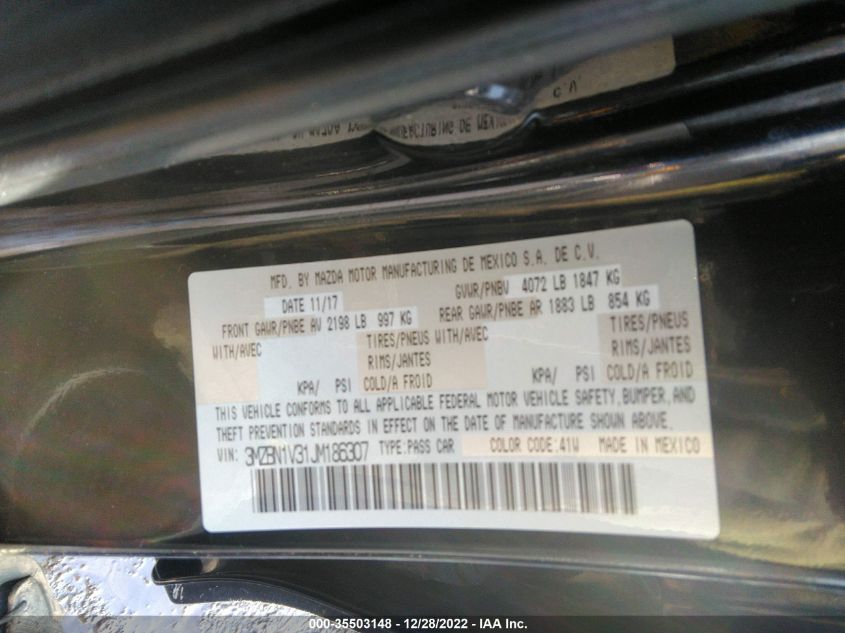 MFD. BY MAZDA MOTOR MANUFACTURING DE MEXICO S.A. DE C.V.
DATE 11/17 GVWR/PNBV 4072 LB 1847 KG
FRONT GAWR/PNBE AV 2198 LB 997 KG REAR GAWR/PNBE AR 1883 LB 854 KG
WITH/AVEC TIRES/PNEUS WITH/AVEC TIRES/PNEUS
RIMS/JANTES RIMS/JANTES
KPA/ PSI COLD/A FROID KPA/ PSI COLD/A FROID
THIS VEHICLE CONFORMS TO ALL APPLICABLE FEDERAL MOTOR VEHICLE SAFETY, BUMPER, AND
THEFT PREVENTION STANDARDS IN EFFECT ON THE DATE OF MANUFACTURE SHOWN ABOVE.
VIN: 3MZBN1V31JM186307 TYPE:PASS CAR COLOR CODE:41W MADE IN MEXICO
000-35503148 - 12/28/2022 - IAA Inc.